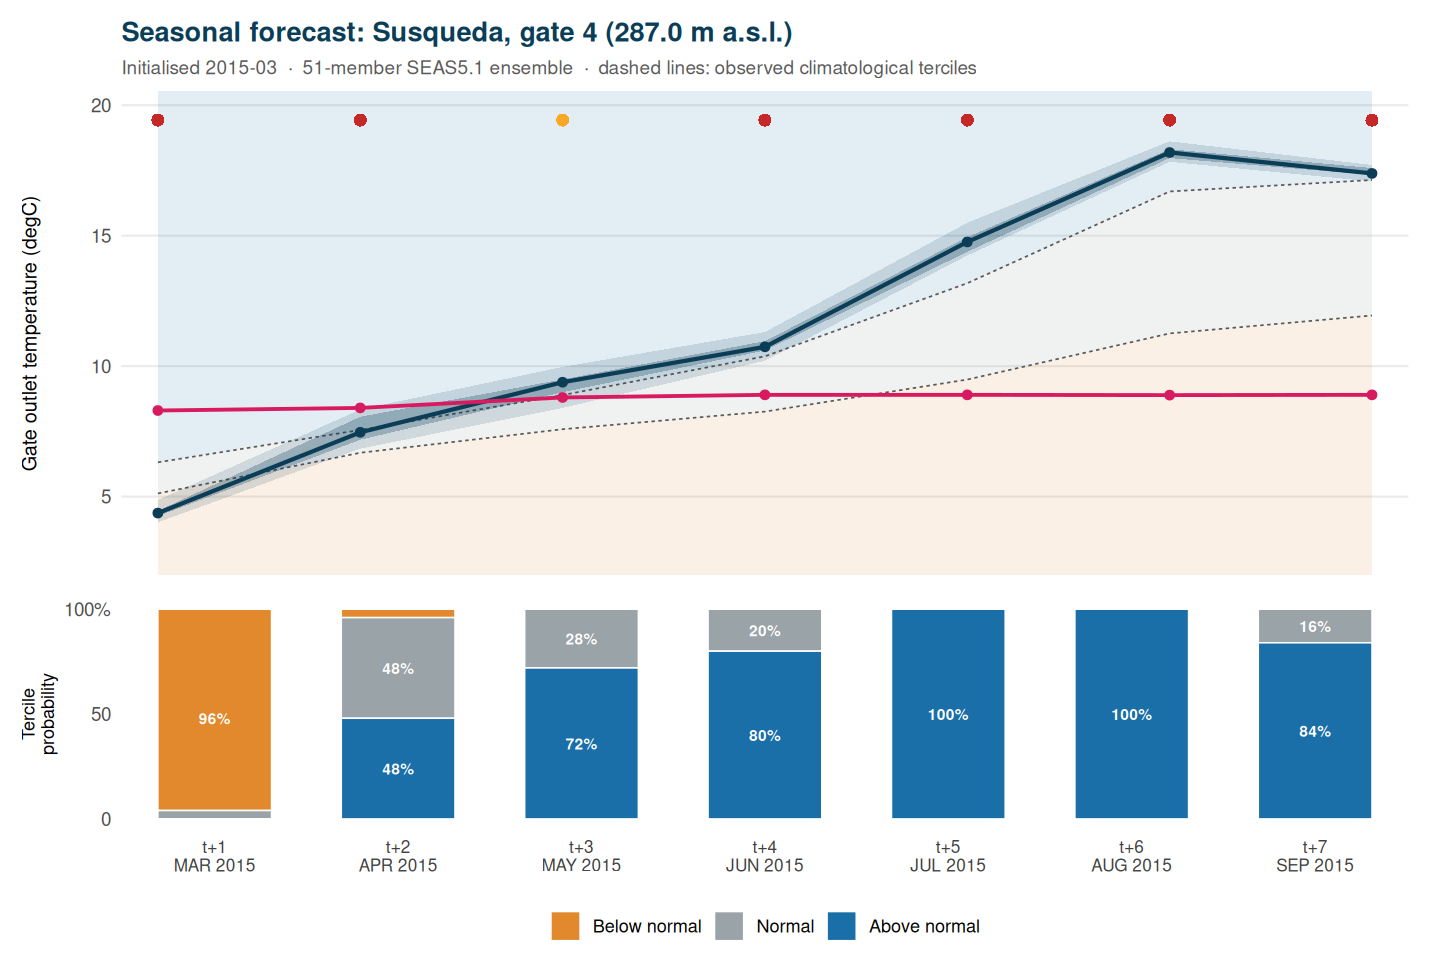 Seasonal forecast: Susqueda, gate 4 (287.0 m a.s.l.)
Initialised 2015-03 · 51-member SEAS5.1 ensemble · dashed lines: observed climatological terciles
Gate outlet temperature (degC)
20
15
10
5
Tercile
probability
100%
50
0
96%
48%
48%
28%
72%
20%
80%
100%
100%
16%
84%
t+1
MAR 2015
t+2
APR 2015
t+3
MAY 2015
t+4
JUN 2015
t+5
JUL 2015
t+6
AUG 2015
t+7
SEP 2015
Below normal
Normal
Above normal